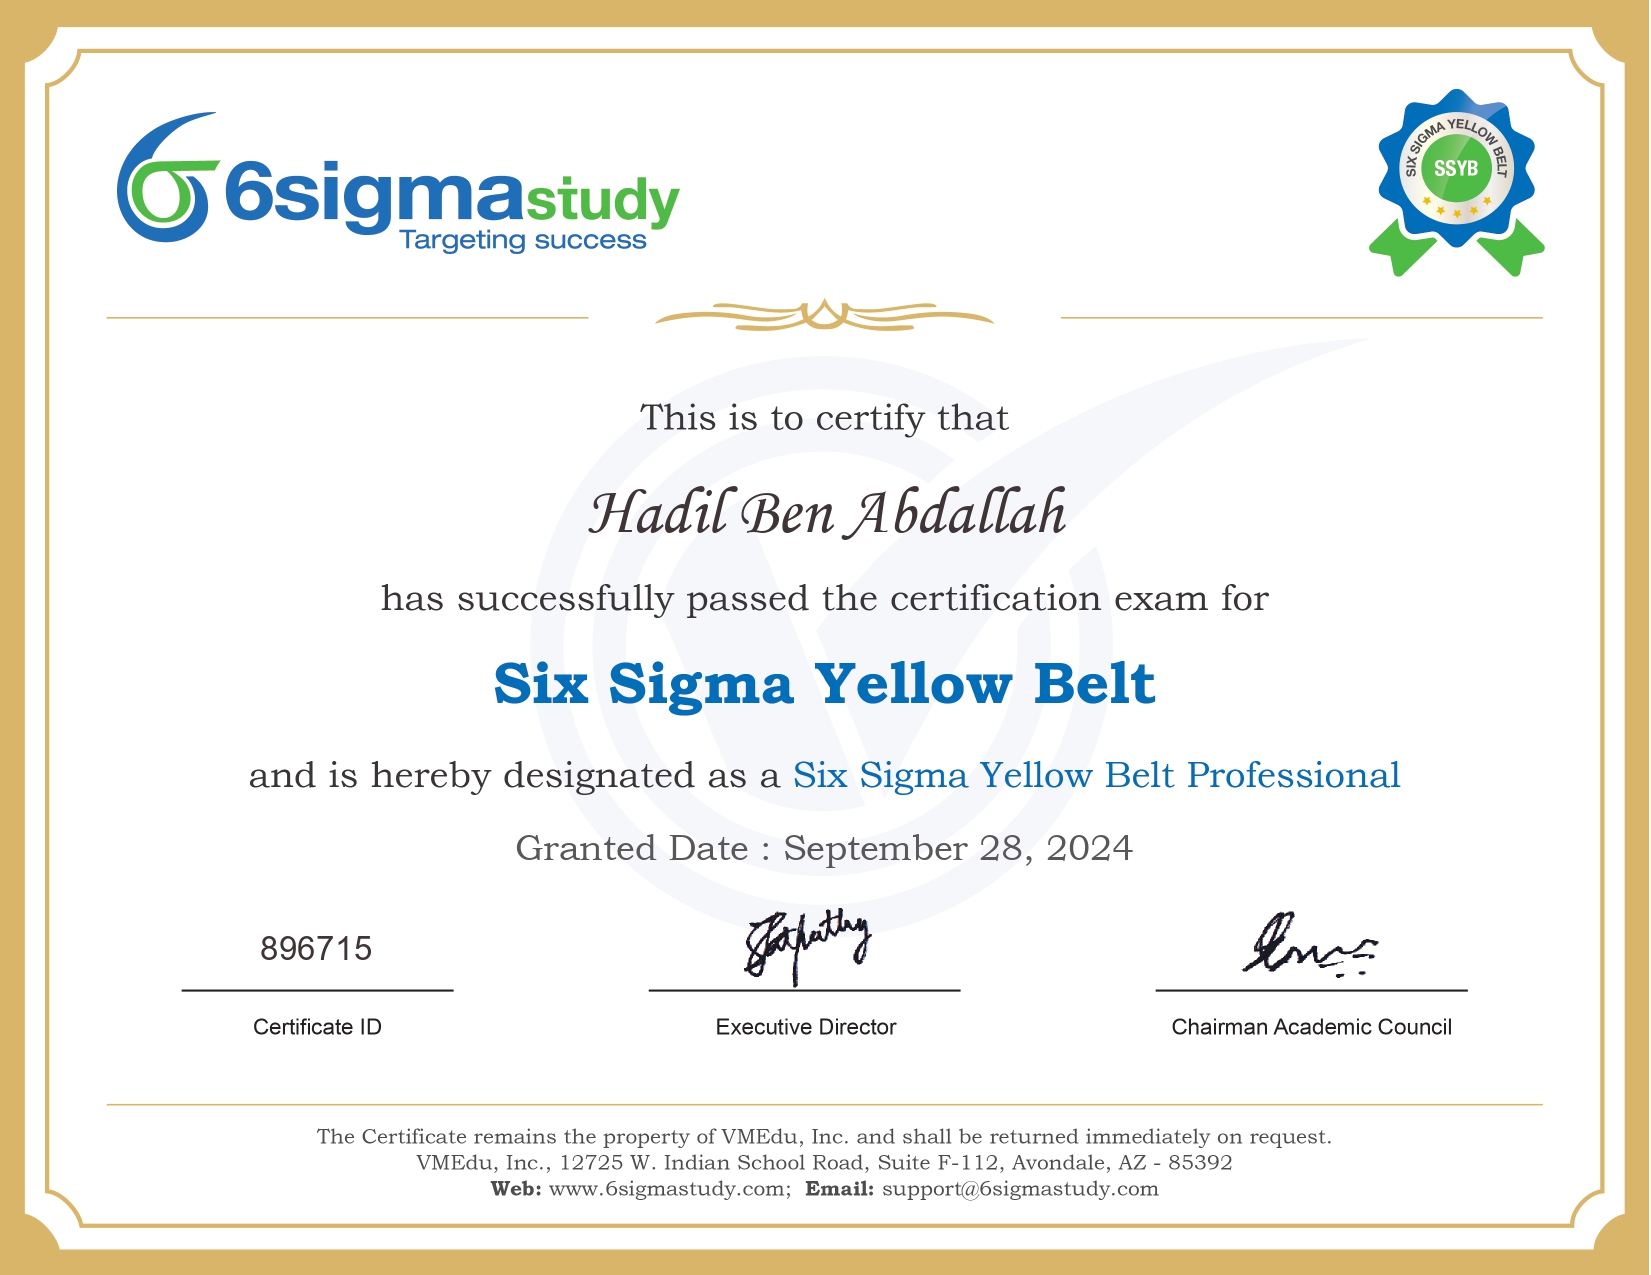 6sigmastudy
Targeting success
SIX SIGMA YELLOW BELT
SSYB
This is to certify that
Hadil Ben Abdallah
has successfully passed the certification exam for
Six Sigma Yellow Belt
and is hereby designated as a Six Sigma Yellow Belt Professional
Granted Date : September 28, 2024
896715
Certificate ID
Executive Director
Chairman Academic Council
The Certificate remains the property of VMEdu, Inc. and shall be returned immediately on request.
VMEdu, Inc., 12725 W. Indian School Road, Suite F-112, Avondale, AZ - 85392
Web: www.6sigmastudy.com; Email: support@6sigmastudy.com